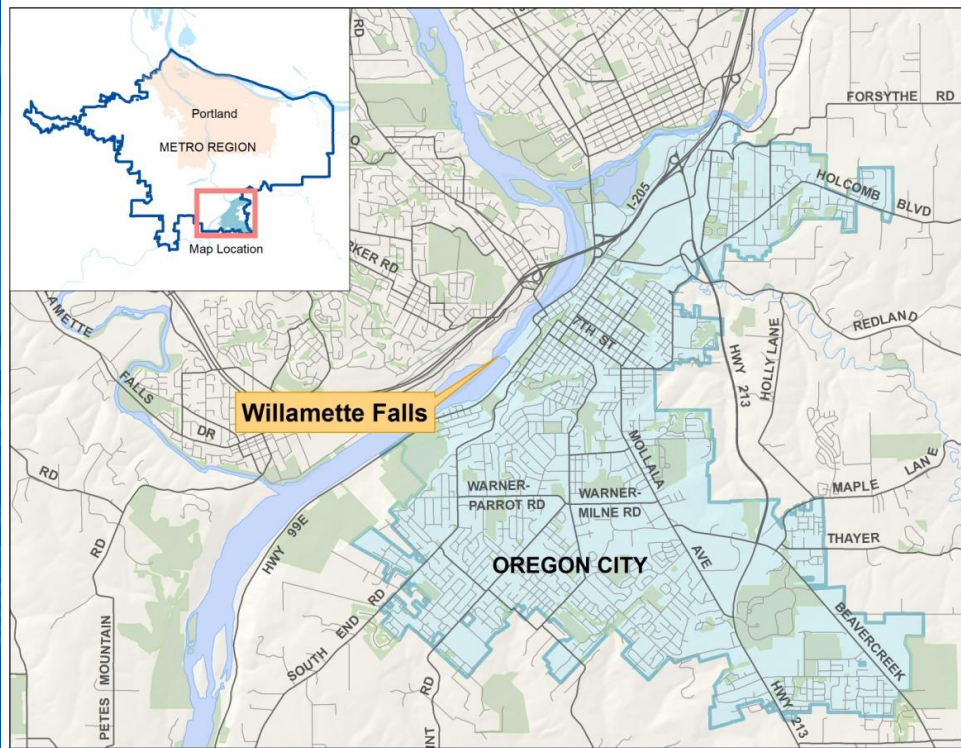 Portland
METRO REGION
Map Location
RD
FORSYTHE RD
I-205
HOLCOMB BLVD
RD
AMETTE
FALLS
DR
7TH ST
REDLAND
HWY 213
HOLLY LANE
Willamette Falls
MOLLALA
AVE
MAPLE LANE
WARNER-
PARROT RD
WARNER-
MILNE RD
THAYER
RD
HWY 99E
OREGON CITY
BEAVERCREEK
RD
PETES MOUNTAIN
SOUTH END RD
RD
HWY 213